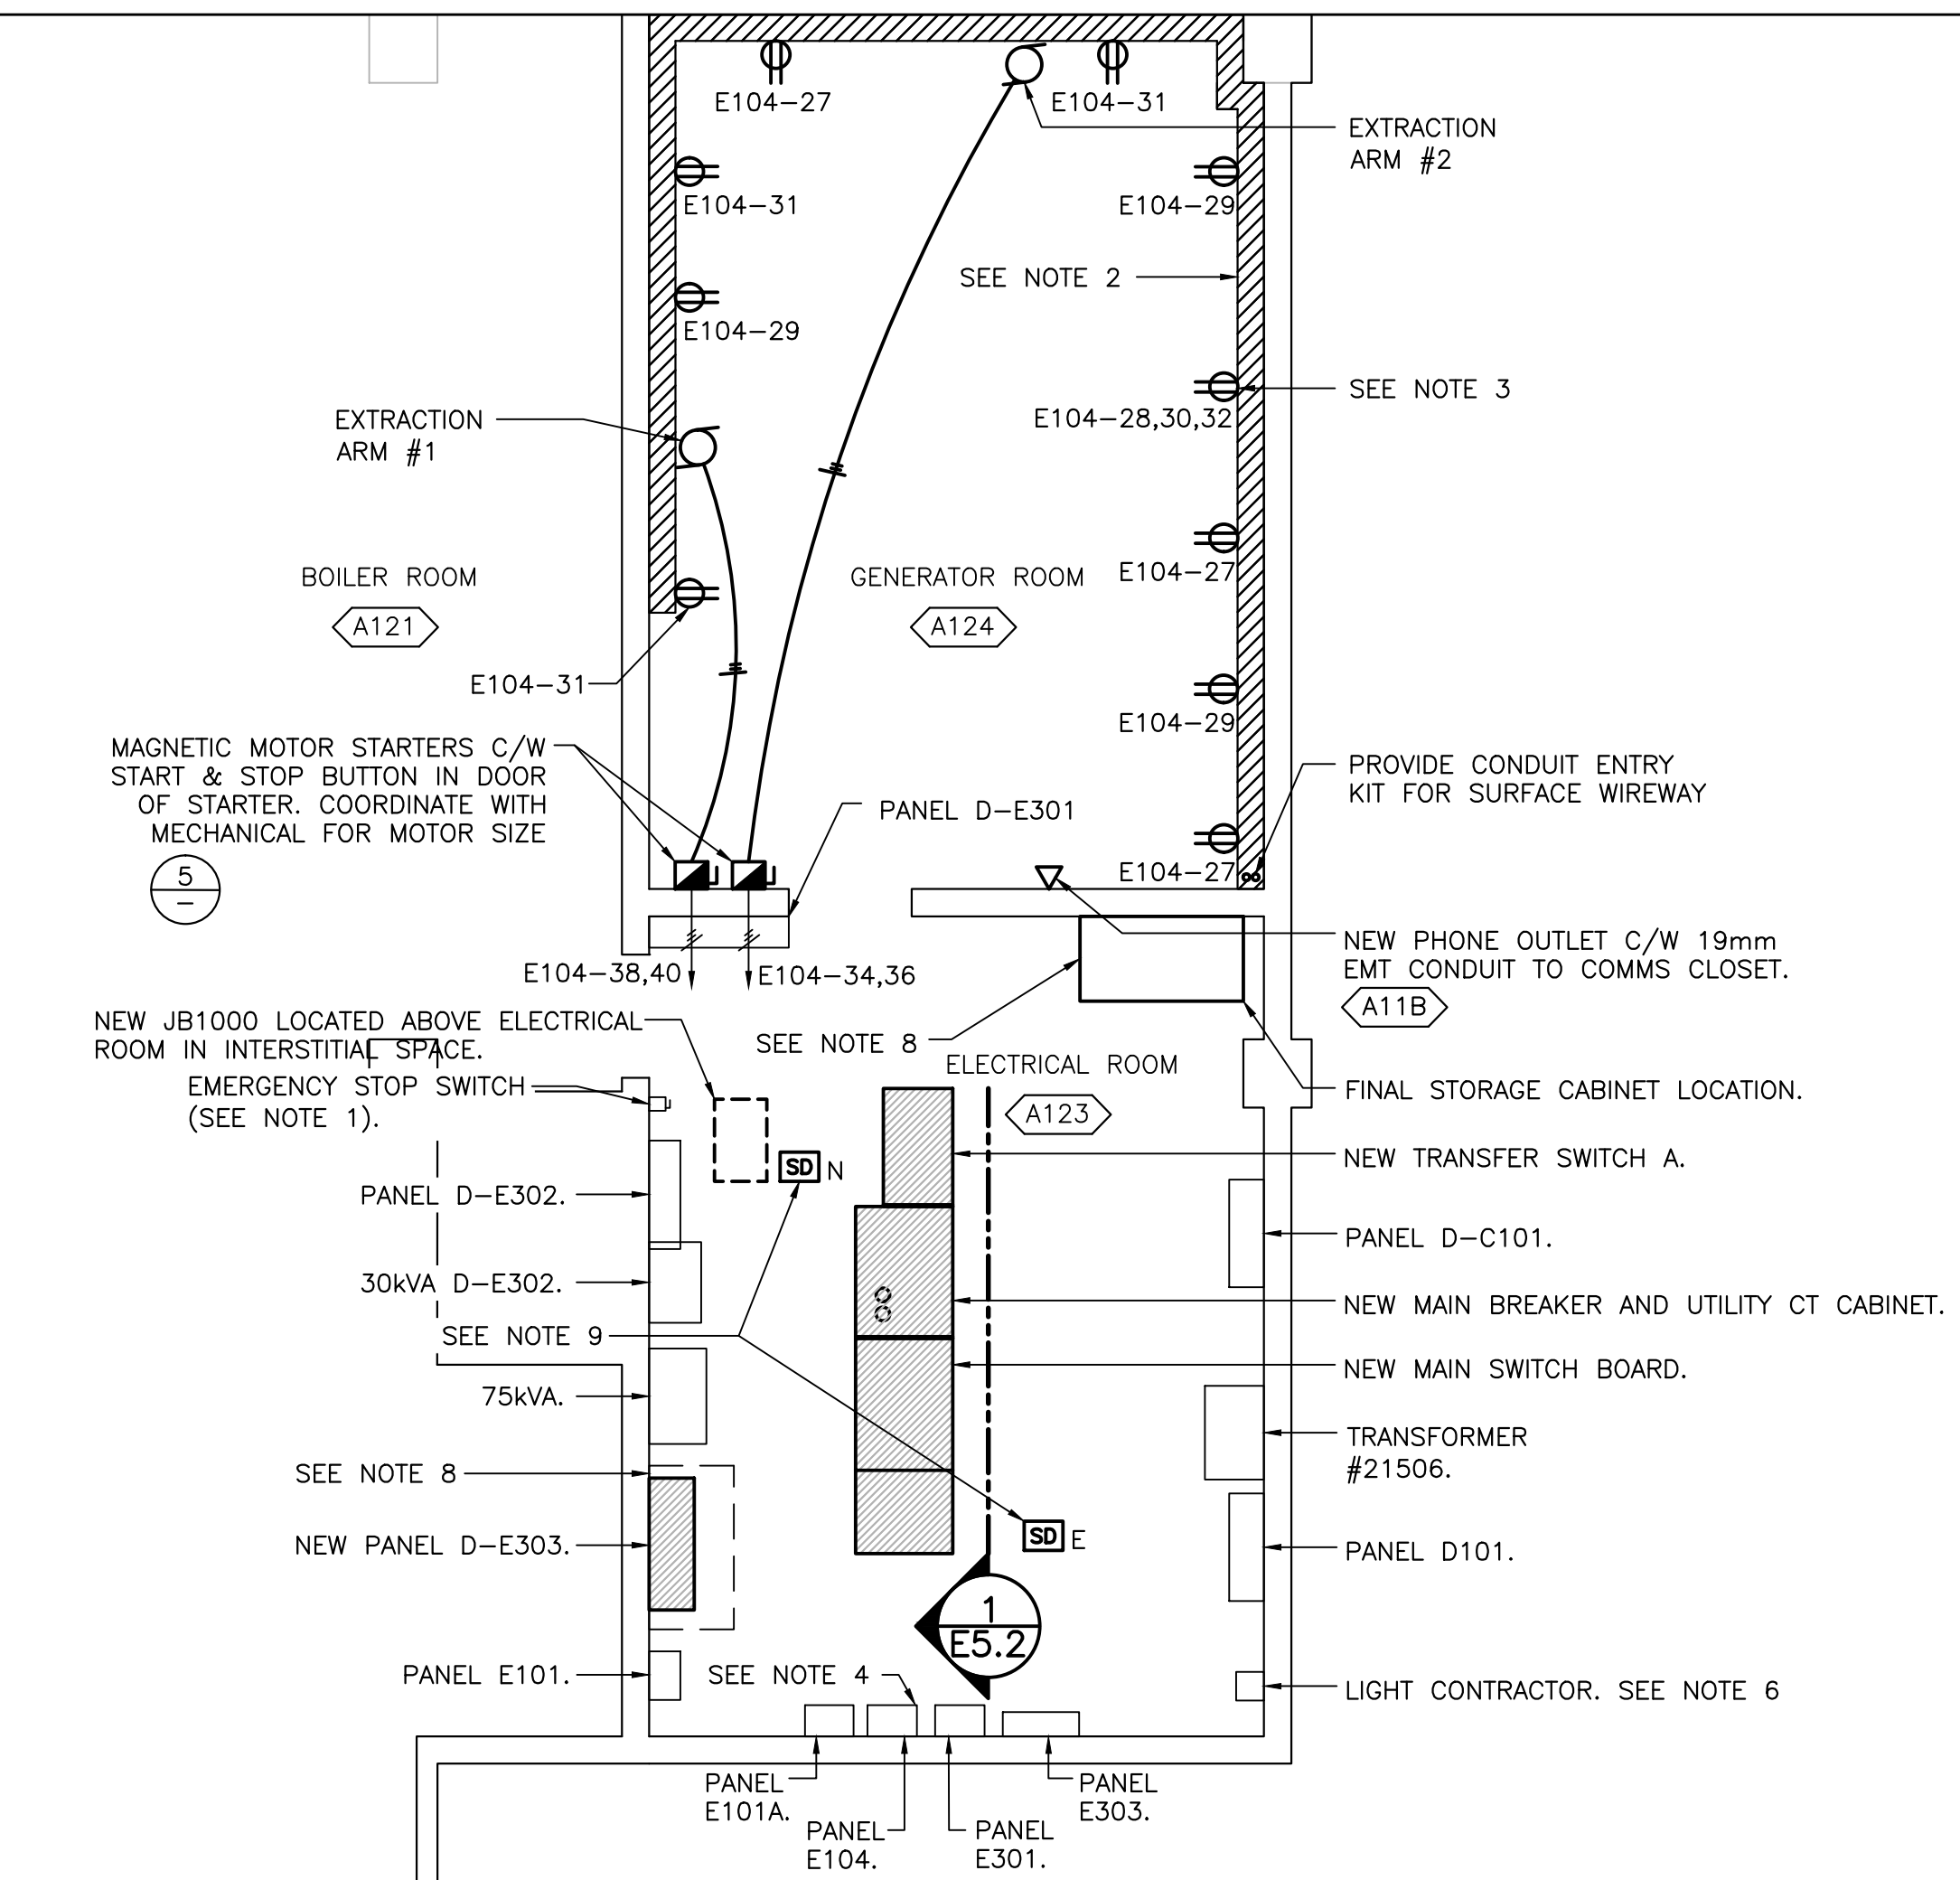 E104-27
E104-31
EXTRACTION
ARM #2
E104-31
E104-29
SEE NOTE 2
E104-29
SEE NOTE 3
E104-28,30,32
EXTRACTION
ARM #1
BOILER ROOM
A121
GENERATOR ROOM
A124
E104-27
E104-31
E104-29
MAGNETIC MOTOR STARTERS C/W
START & STOP BUTTON IN DOOR
OF STARTER. COORDINATE WITH
MECHANICAL FOR MOTOR SIZE
5
–
PANEL D-E301
PROVIDE CONDUIT ENTRY
KIT FOR SURFACE WIREWAY
E104-27
NEW PHONE OUTLET C/W 19mm
EMT CONDUIT TO COMMS CLOSET.
A11B
E104-38,40
E104-34,36
NEW JB1000 LOCATED ABOVE ELECTRICAL
ROOM IN INTERSTITIAL SPACE.
SEE NOTE 8
ELECTRICAL ROOM
A123
EMERGENCY STOP SWITCH
(SEE NOTE 1).
FINAL STORAGE CABINET LOCATION.
NEW TRANSFER SWITCH A.
SD N
PANEL D-E302.
PANEL D-C101.
30kVA D-E302.
NEW MAIN BREAKER AND UTILITY CT CABINET.
SEE NOTE 9
NEW MAIN SWITCH BOARD.
75kVA.
TRANSFORMER
#21506.
SEE NOTE 8
NEW PANEL D-E303.
SD E
PANEL D101.
1
E5.2
PANEL E101.
SEE NOTE 4
LIGHT CONTRACTOR. SEE NOTE 6
PANEL
E101A.
PANEL
E104.
PANEL
E301.
PANEL
E303.